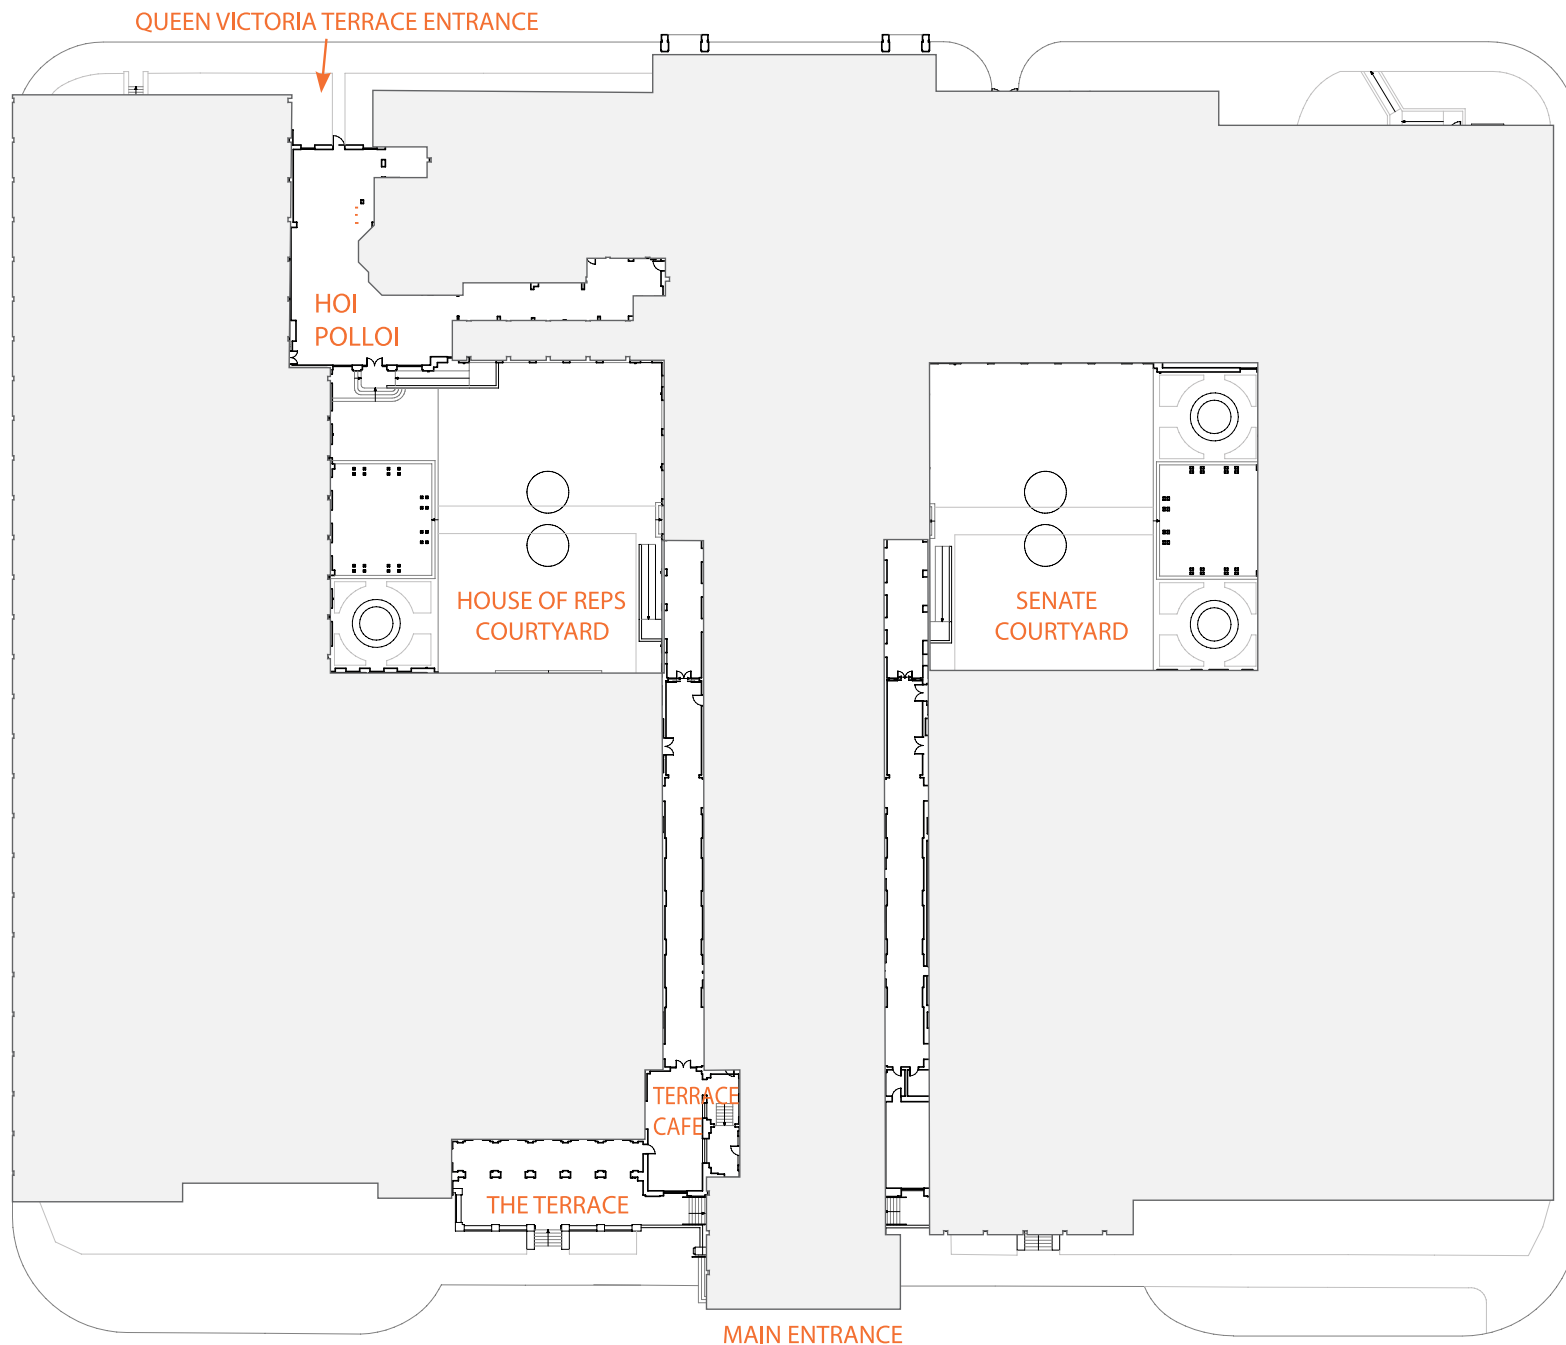 QUEEN VICTORIA TERRACE ENTRANCE
HOI
POLLOI
HOUSE OF REPS
COURTYARD
SENATE
COURTYARD
TERRACE
CAFE
THE TERRACE
MAIN ENTRANCE